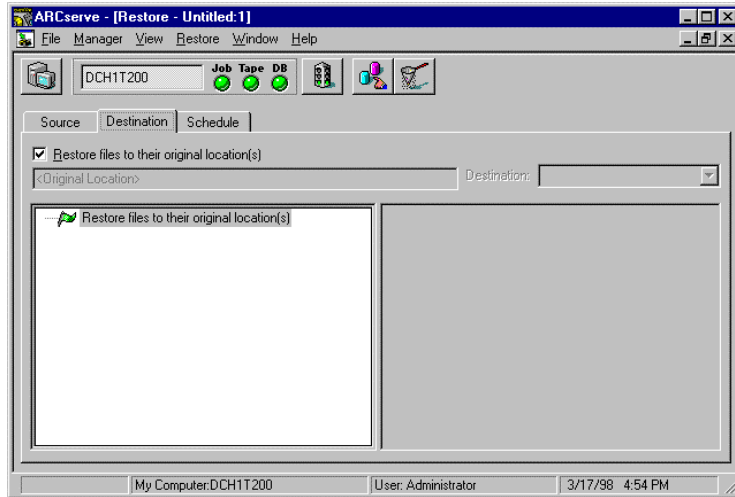 ARCserve - [Restore - Untitled:1]
File Manager View Restore Window Help
DCH1T200 Job Tape DB
Source Destination Schedule
Restore files to their original location(s)
<Original Location> Destination:
Restore files to their original location(s)
My Computer:DCH1T200 User: Administrator 3/17/98 4:54 PM